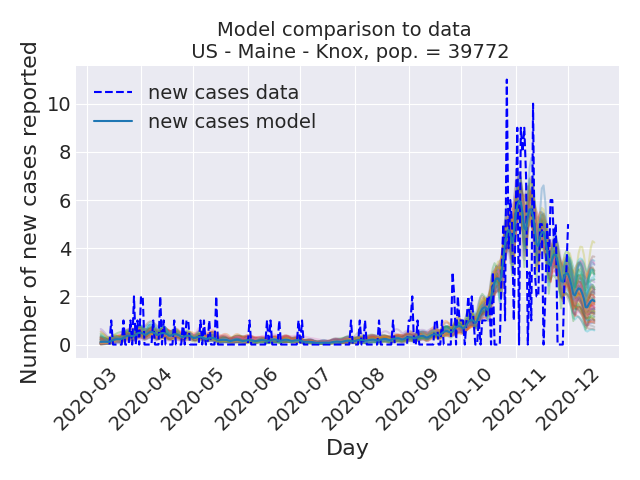 Model comparison to data
US - Maine - Knox, pop. = 39772
Number of new cases reported
10
8
6
4
2
0
new cases data
new cases model
2020-03
2020-04
2020-05
2020-06
2020-07
2020-08
2020-09
2020-10
2020-11
2020-12
Day